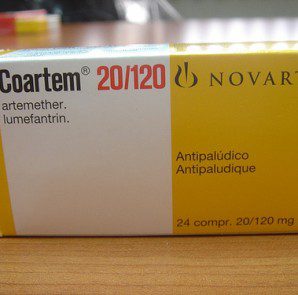 Coartem® 20/120
artemether.
lumefantrin.
NOVART
Antipalúdico
Antipaludique
24 compr. 20/120 mg